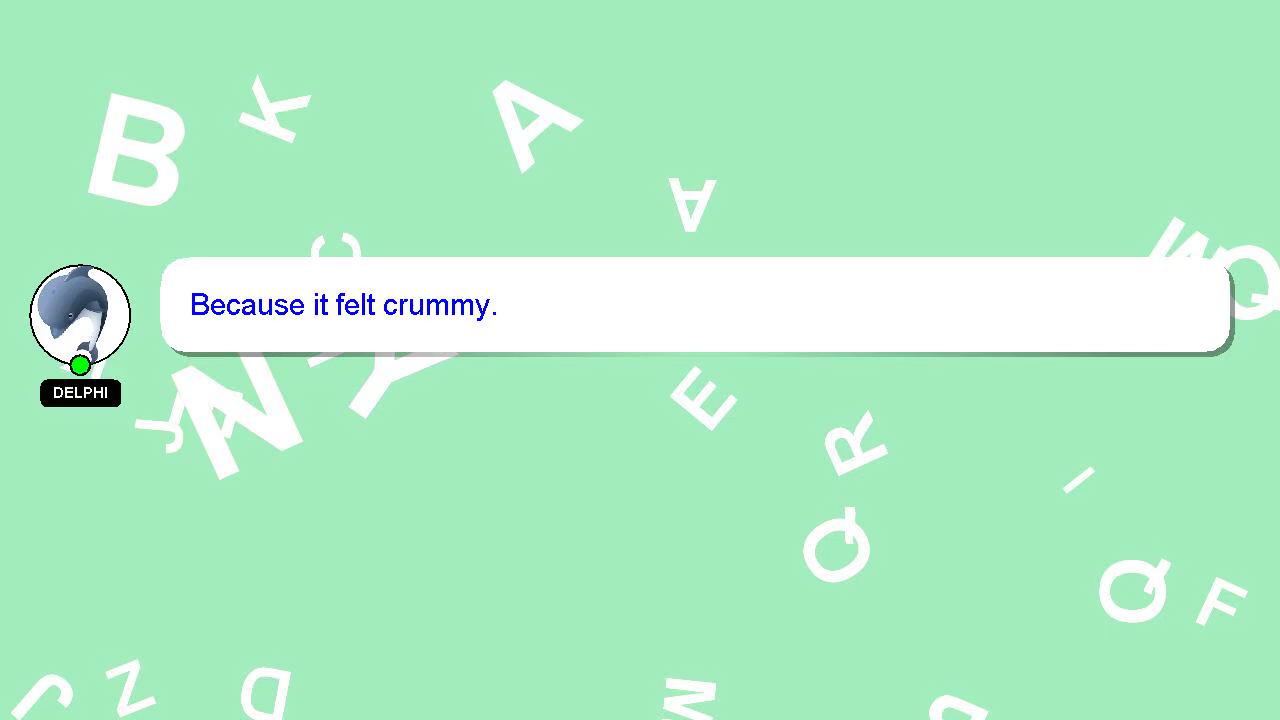 B K A
A
C M Q
Because it felt crummy.
DELPHI
J A N Y E
R
I
Q
Q F
J Z D M